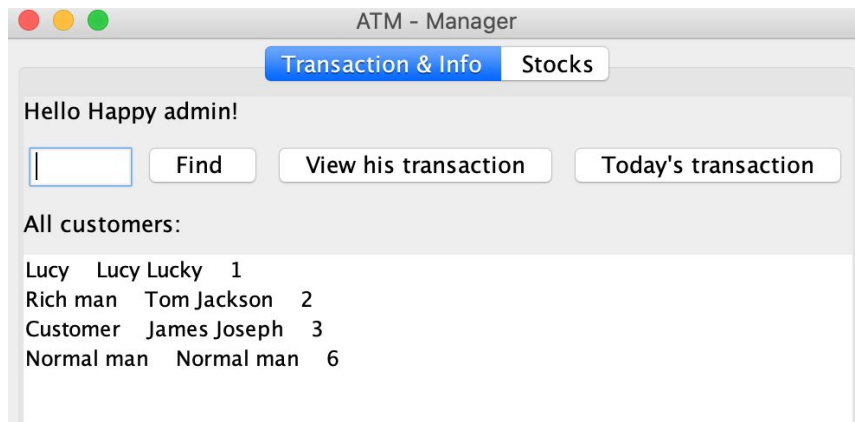 ATM - Manager
Transaction & Info Stocks
Hello Happy admin!
Find View his transaction Today's transaction
All customers:
Lucy Lucy Lucky 1
Rich man Tom Jackson 2
Customer James Joseph 3
Normal man Normal man 6